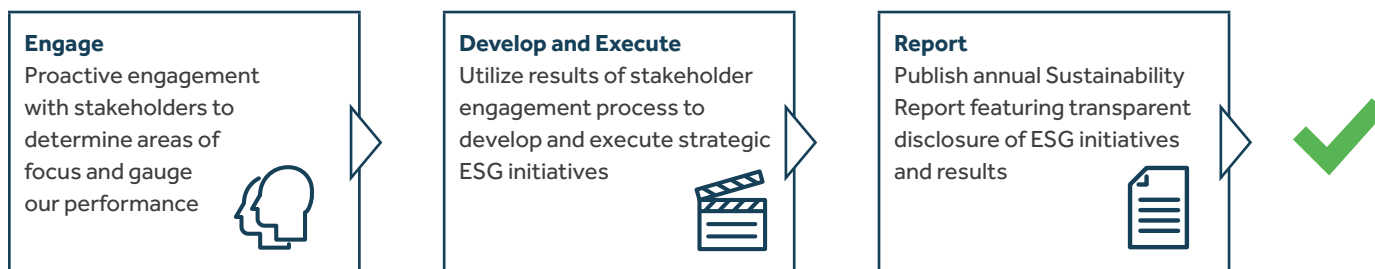 Engage
Proactive engagement
with stakeholders to
determine areas of
focus and gauge
our performance
Develop and Execute
Utilize results of stakeholder
engagement process to
develop and execute strategic
ESG initiatives
Report
Publish annual Sustainability
Report featuring transparent
disclosure of ESG initiatives
and results